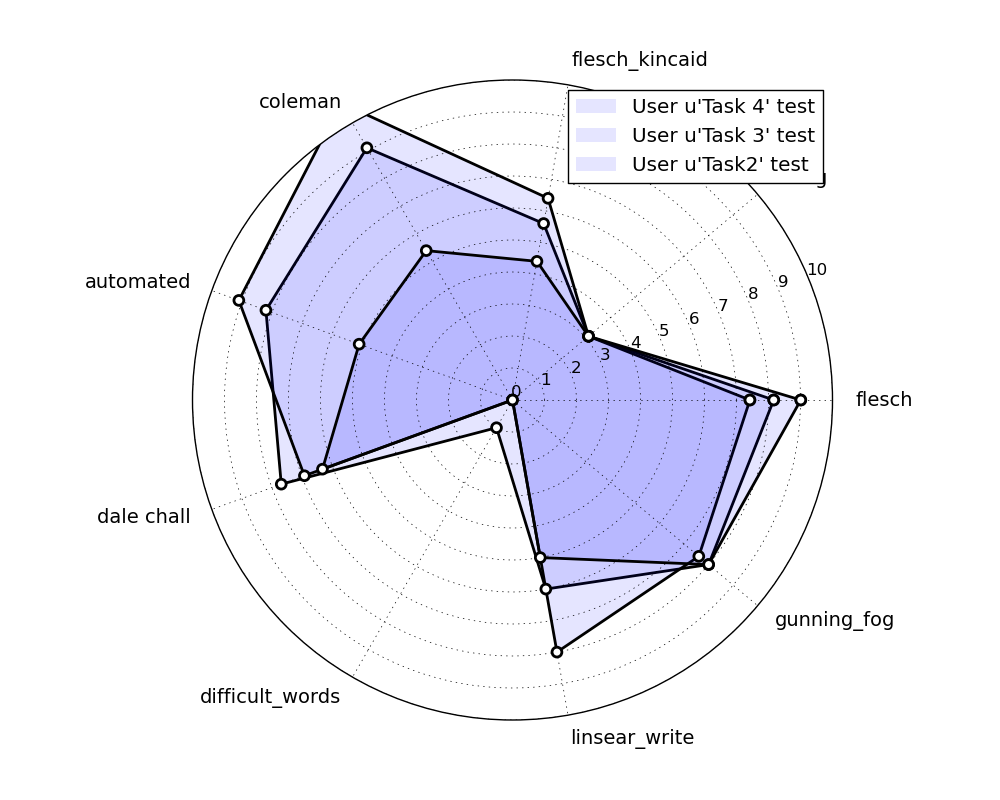 flesch_kincaid
coleman
User u'Task 4' test
User u'Task 3' test
User u'Task2' test
automated
10
9
8
7
6
5
4
3
2
1
0
flesch
dale chall
gunning_fog
difficult_words
linsear_write